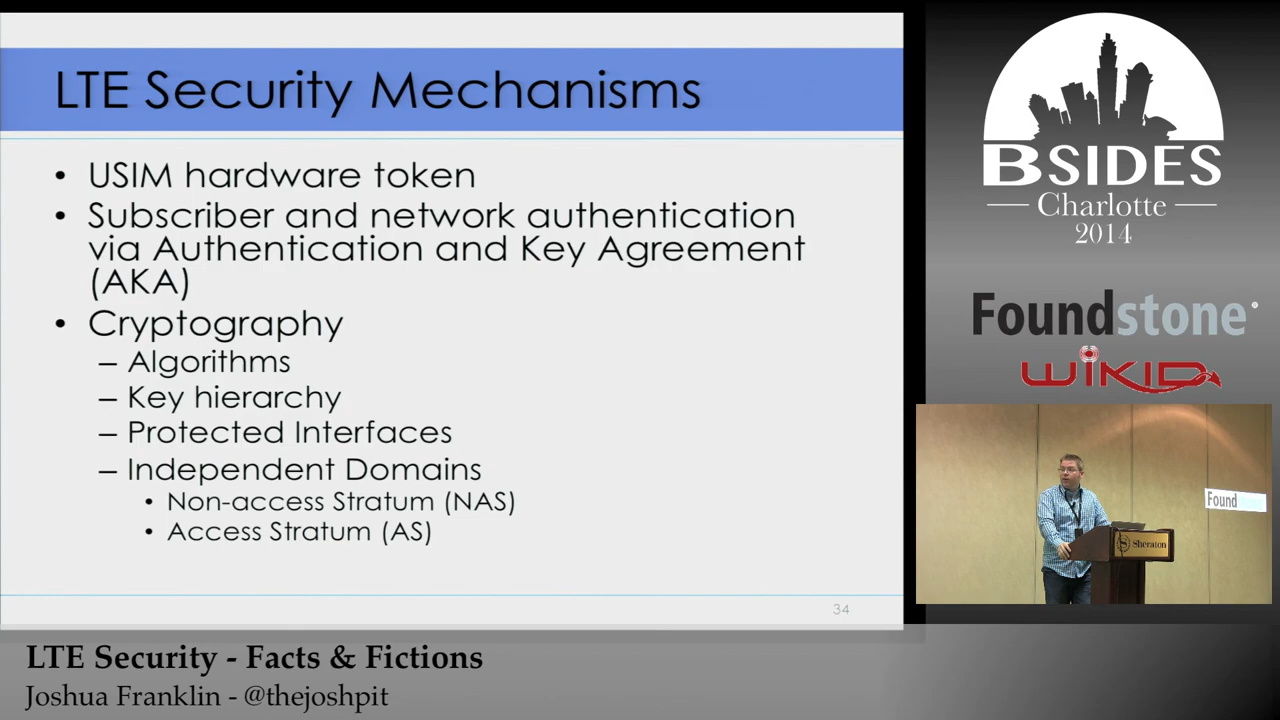 LTE Security Mechanisms
• USIM hardware token
• Subscriber and network authentication
via Authentication and Key Agreement
(AKA)
• Cryptography
– Algorithms
– Key hierarchy
– Protected Interfaces
– Independent Domains
• Non-access Stratum (NAS)
• Access Stratum (AS)
34
BSIDES
Charlotte
2014
Foundstone
WiKID
Found
Sheraton
LTE Security - Facts & Fictions
Joshua Franklin - @thejoshpit